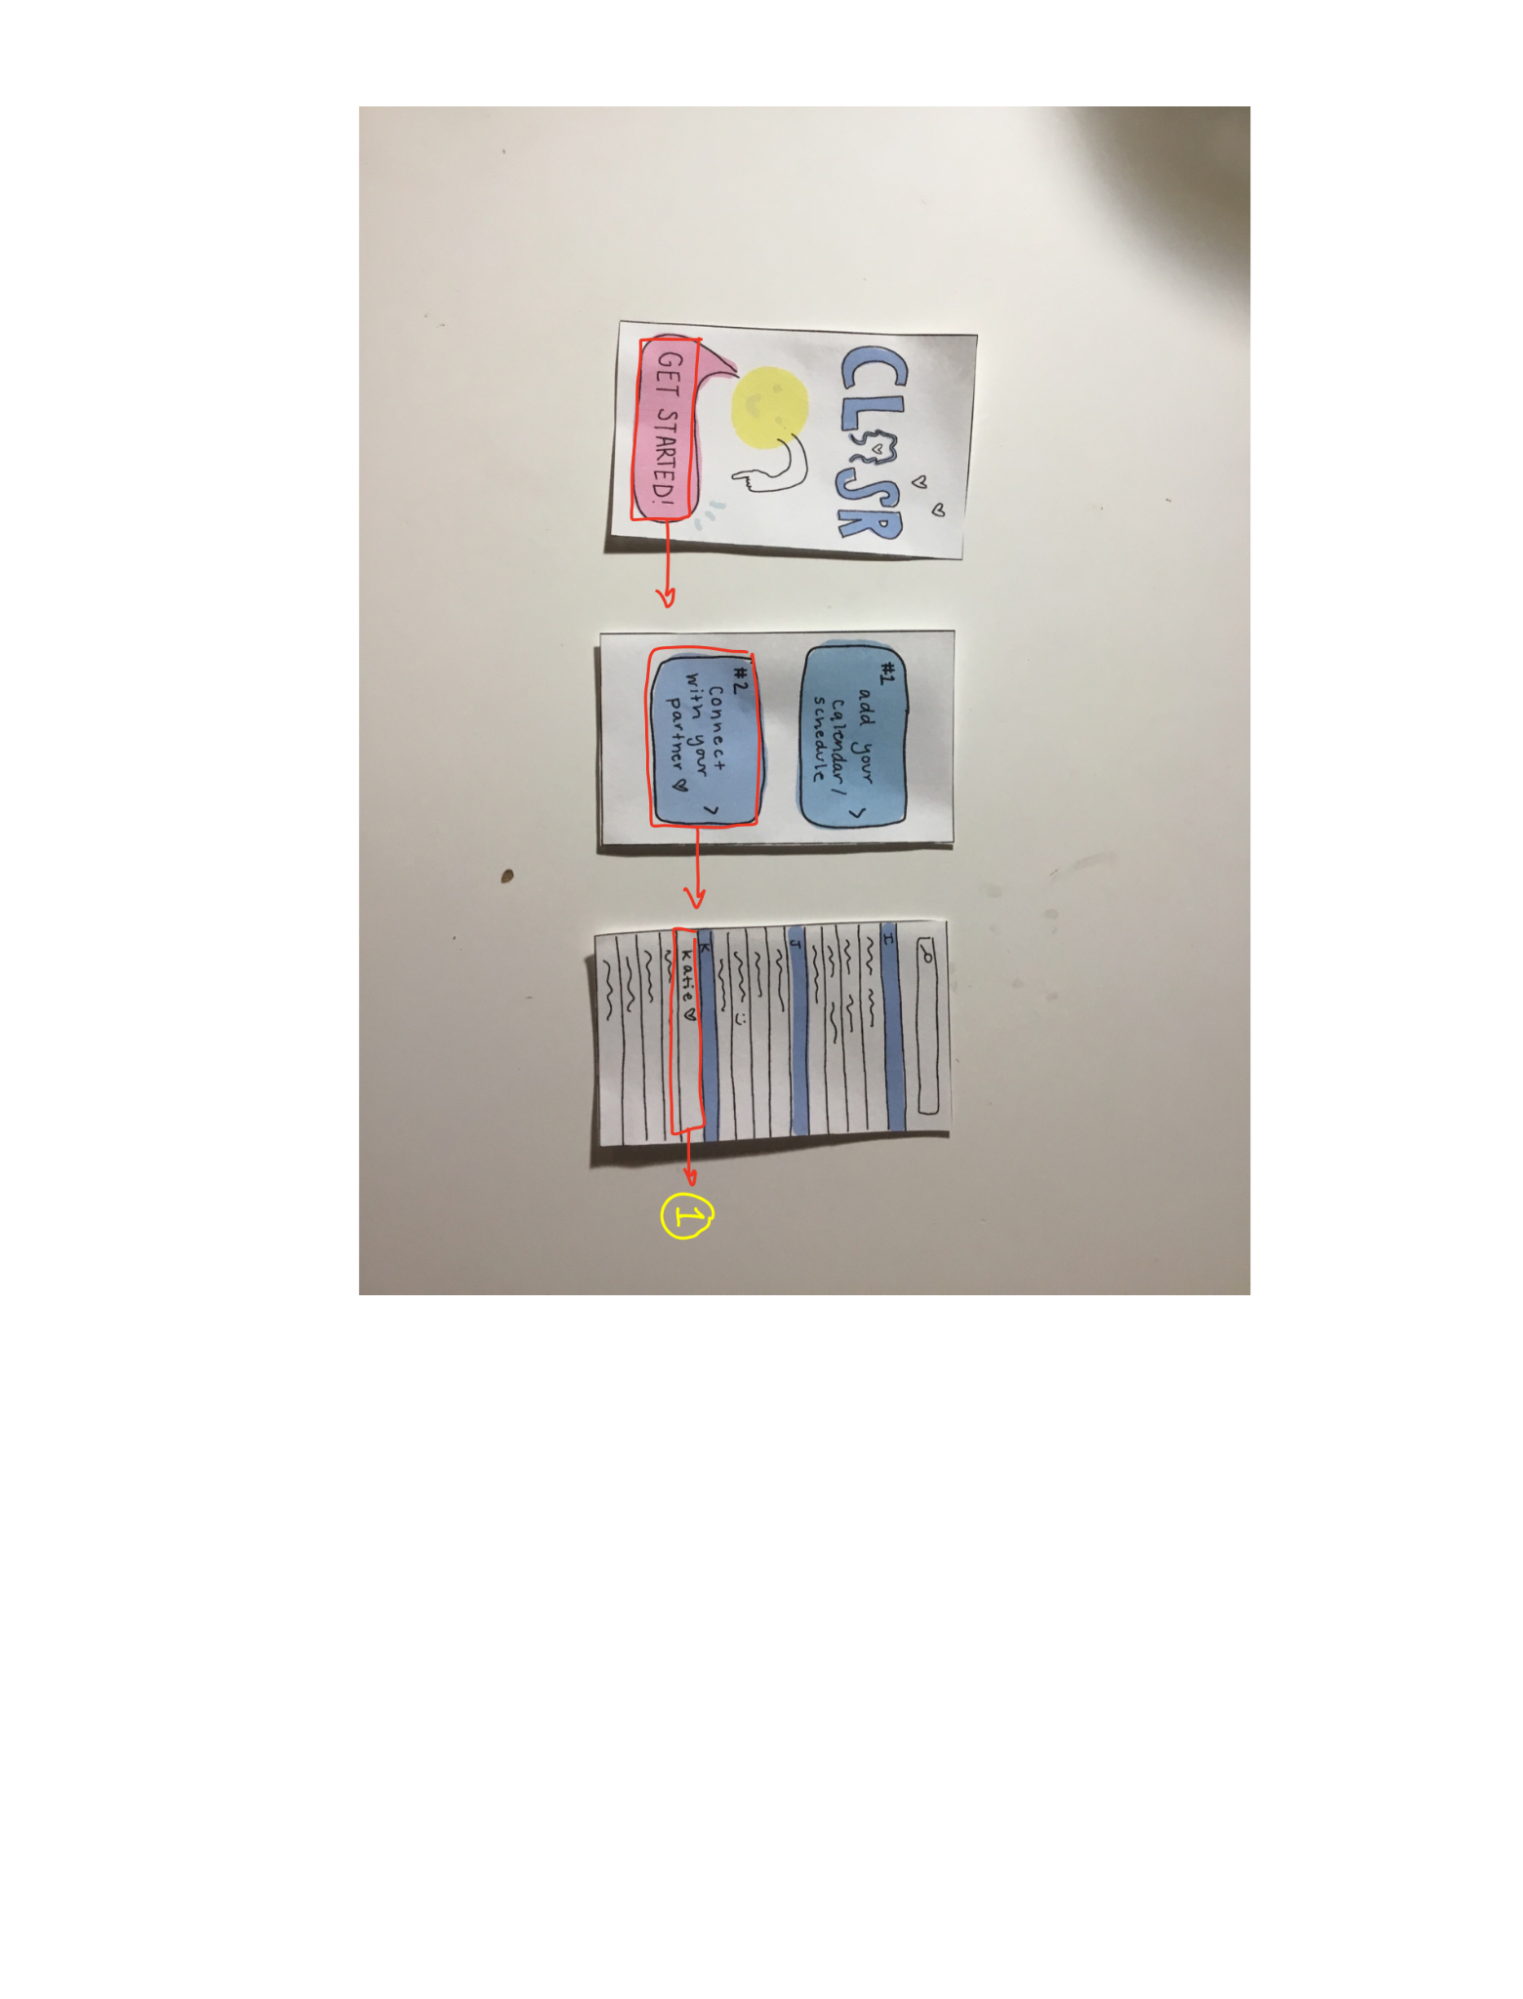 CLOSR
GET STARTED!
#1
add your
calendar/
schedule >
#2
connect
with your >
partner ♡
I
J
K
Katie ♡
1